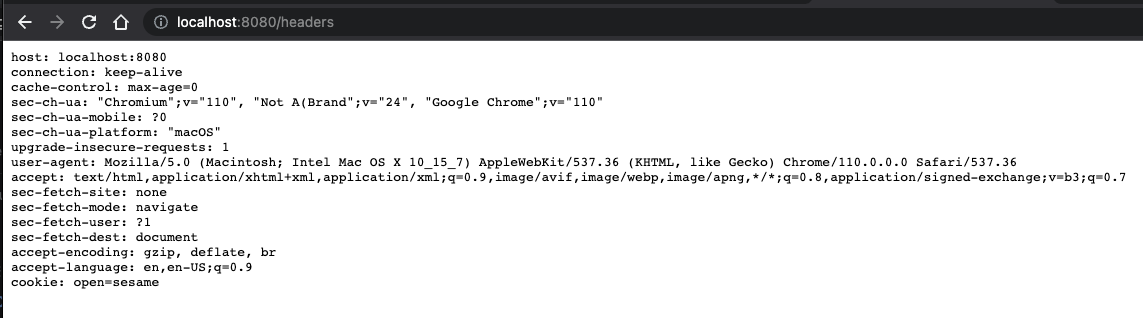 localhost:8080/headers
host: localhost:8080
connection: keep-alive
cache-control: max-age=0
sec-ch-ua: "Chromium";v="110", "Not A(Brand";v="24", "Google Chrome";v="110"
sec-ch-ua-mobile: ?0
sec-ch-ua-platform: "macOS"
upgrade-insecure-requests: 1
user-agent: Mozilla/5.0 (Macintosh; Intel Mac OS X 10_15_7) AppleWebKit/537.36 (KHTML, like Gecko) Chrome/110.0.0.0 Safari/537.36
accept: text/html,application/xhtml+xml,application/xml;q=0.9,image/avif,image/webp,image/apng,*/*;q=0.8,application/signed-exchange;v=b3;q=0.7
sec-fetch-site: none
sec-fetch-mode: navigate
sec-fetch-user: ?1
sec-fetch-dest: document
accept-encoding: gzip, deflate, br
accept-language: en,en-US;q=0.9
cookie: open=sesame